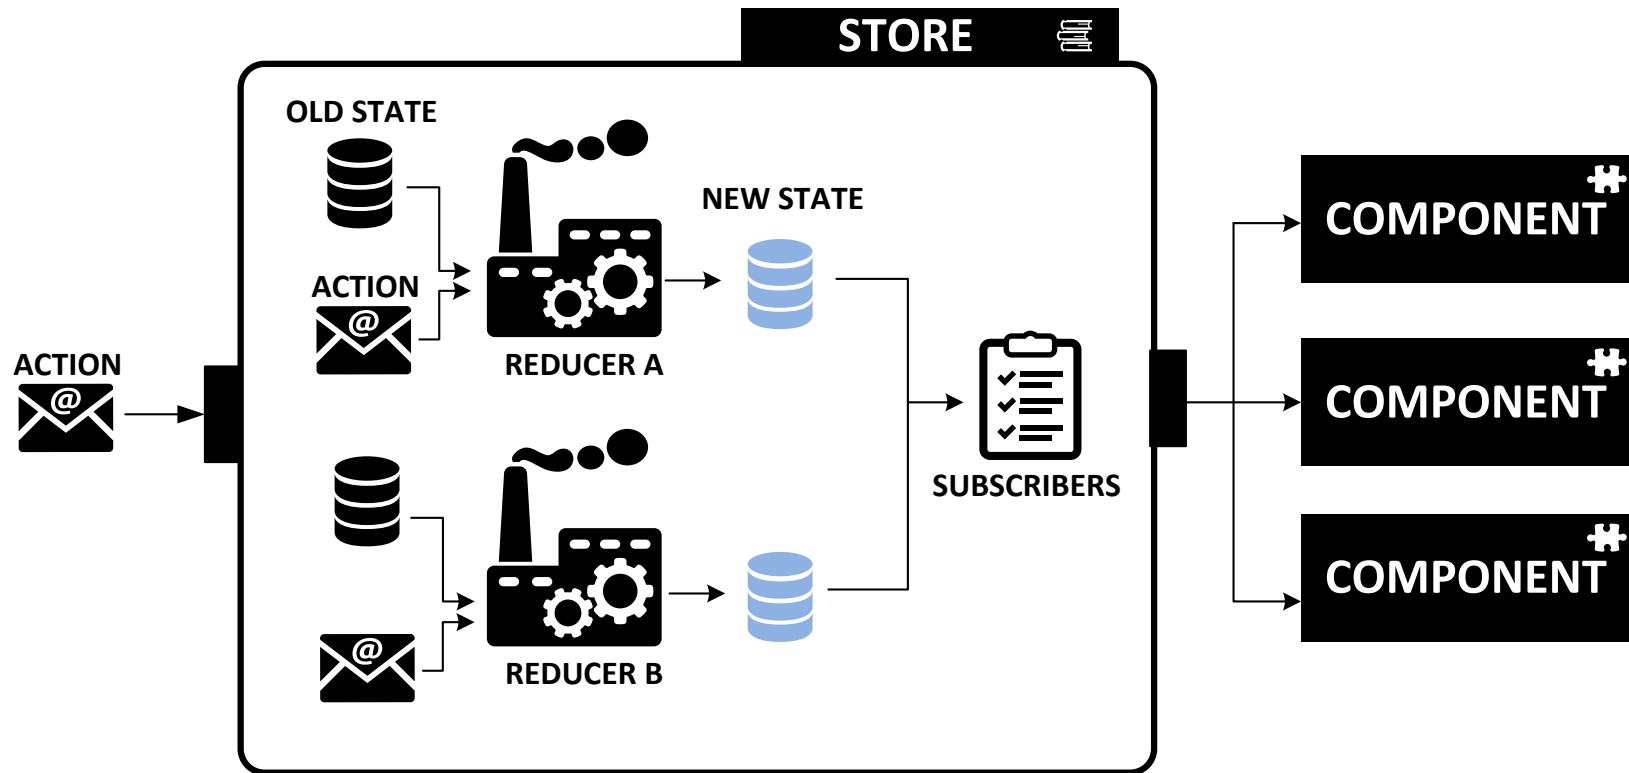 STORE
OLD STATE
NEW STATE
ACTION
@
REDUCER A
ACTION
@
SUBSCRIBERS
@
REDUCER B
COMPONENT
COMPONENT
COMPONENT